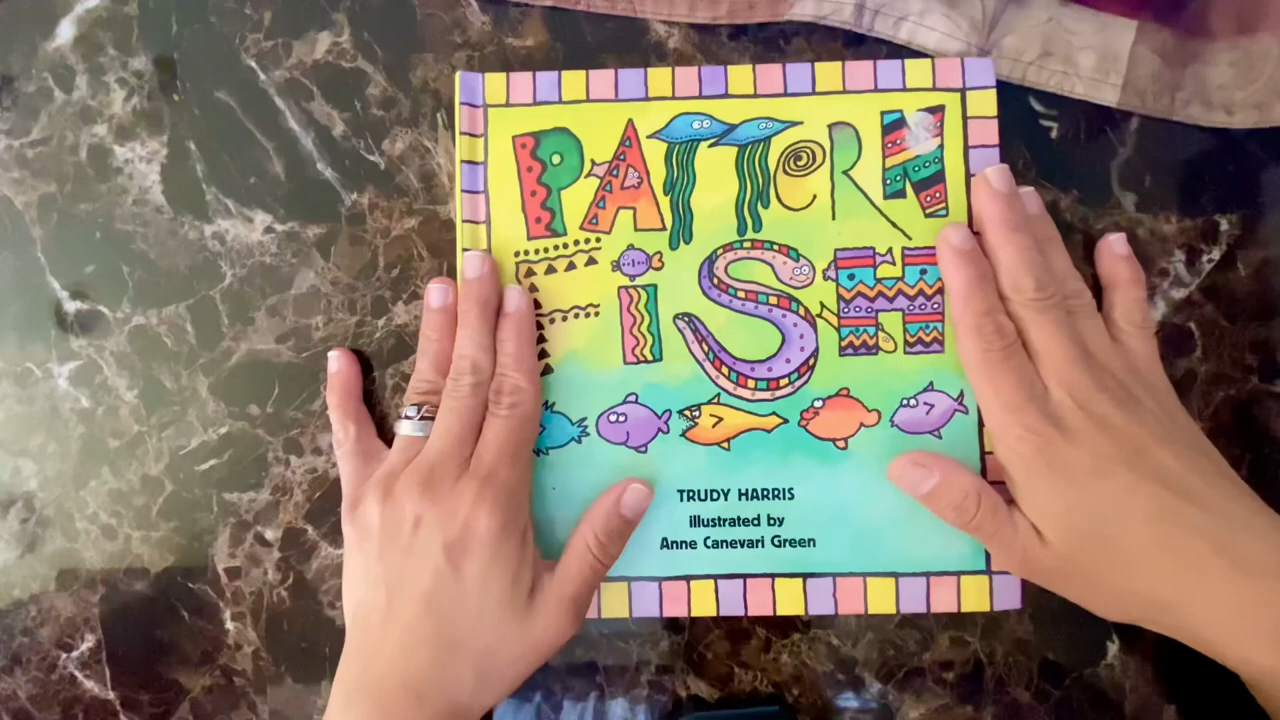 PATTeRN
FiSH
TRUDY HARRIS
illustrated by
Anne Canevari Green